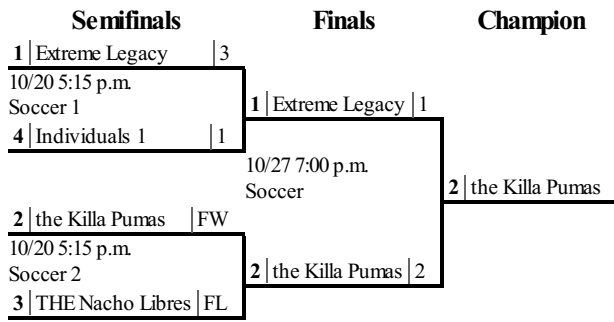 Semifinals Finals Champion
1 Extreme Legacy 3
10/20 5:15 p.m.
Soccer 1
4 Individuals 1 1
1 Extreme Legacy 1
10/27 7:00 p.m.
Soccer
2 the Killa Pumas
2 the Killa Pumas FW
10/20 5:15 p.m.
Soccer 2
3 THE Nacho Libres FL
2 the Killa Pumas 2